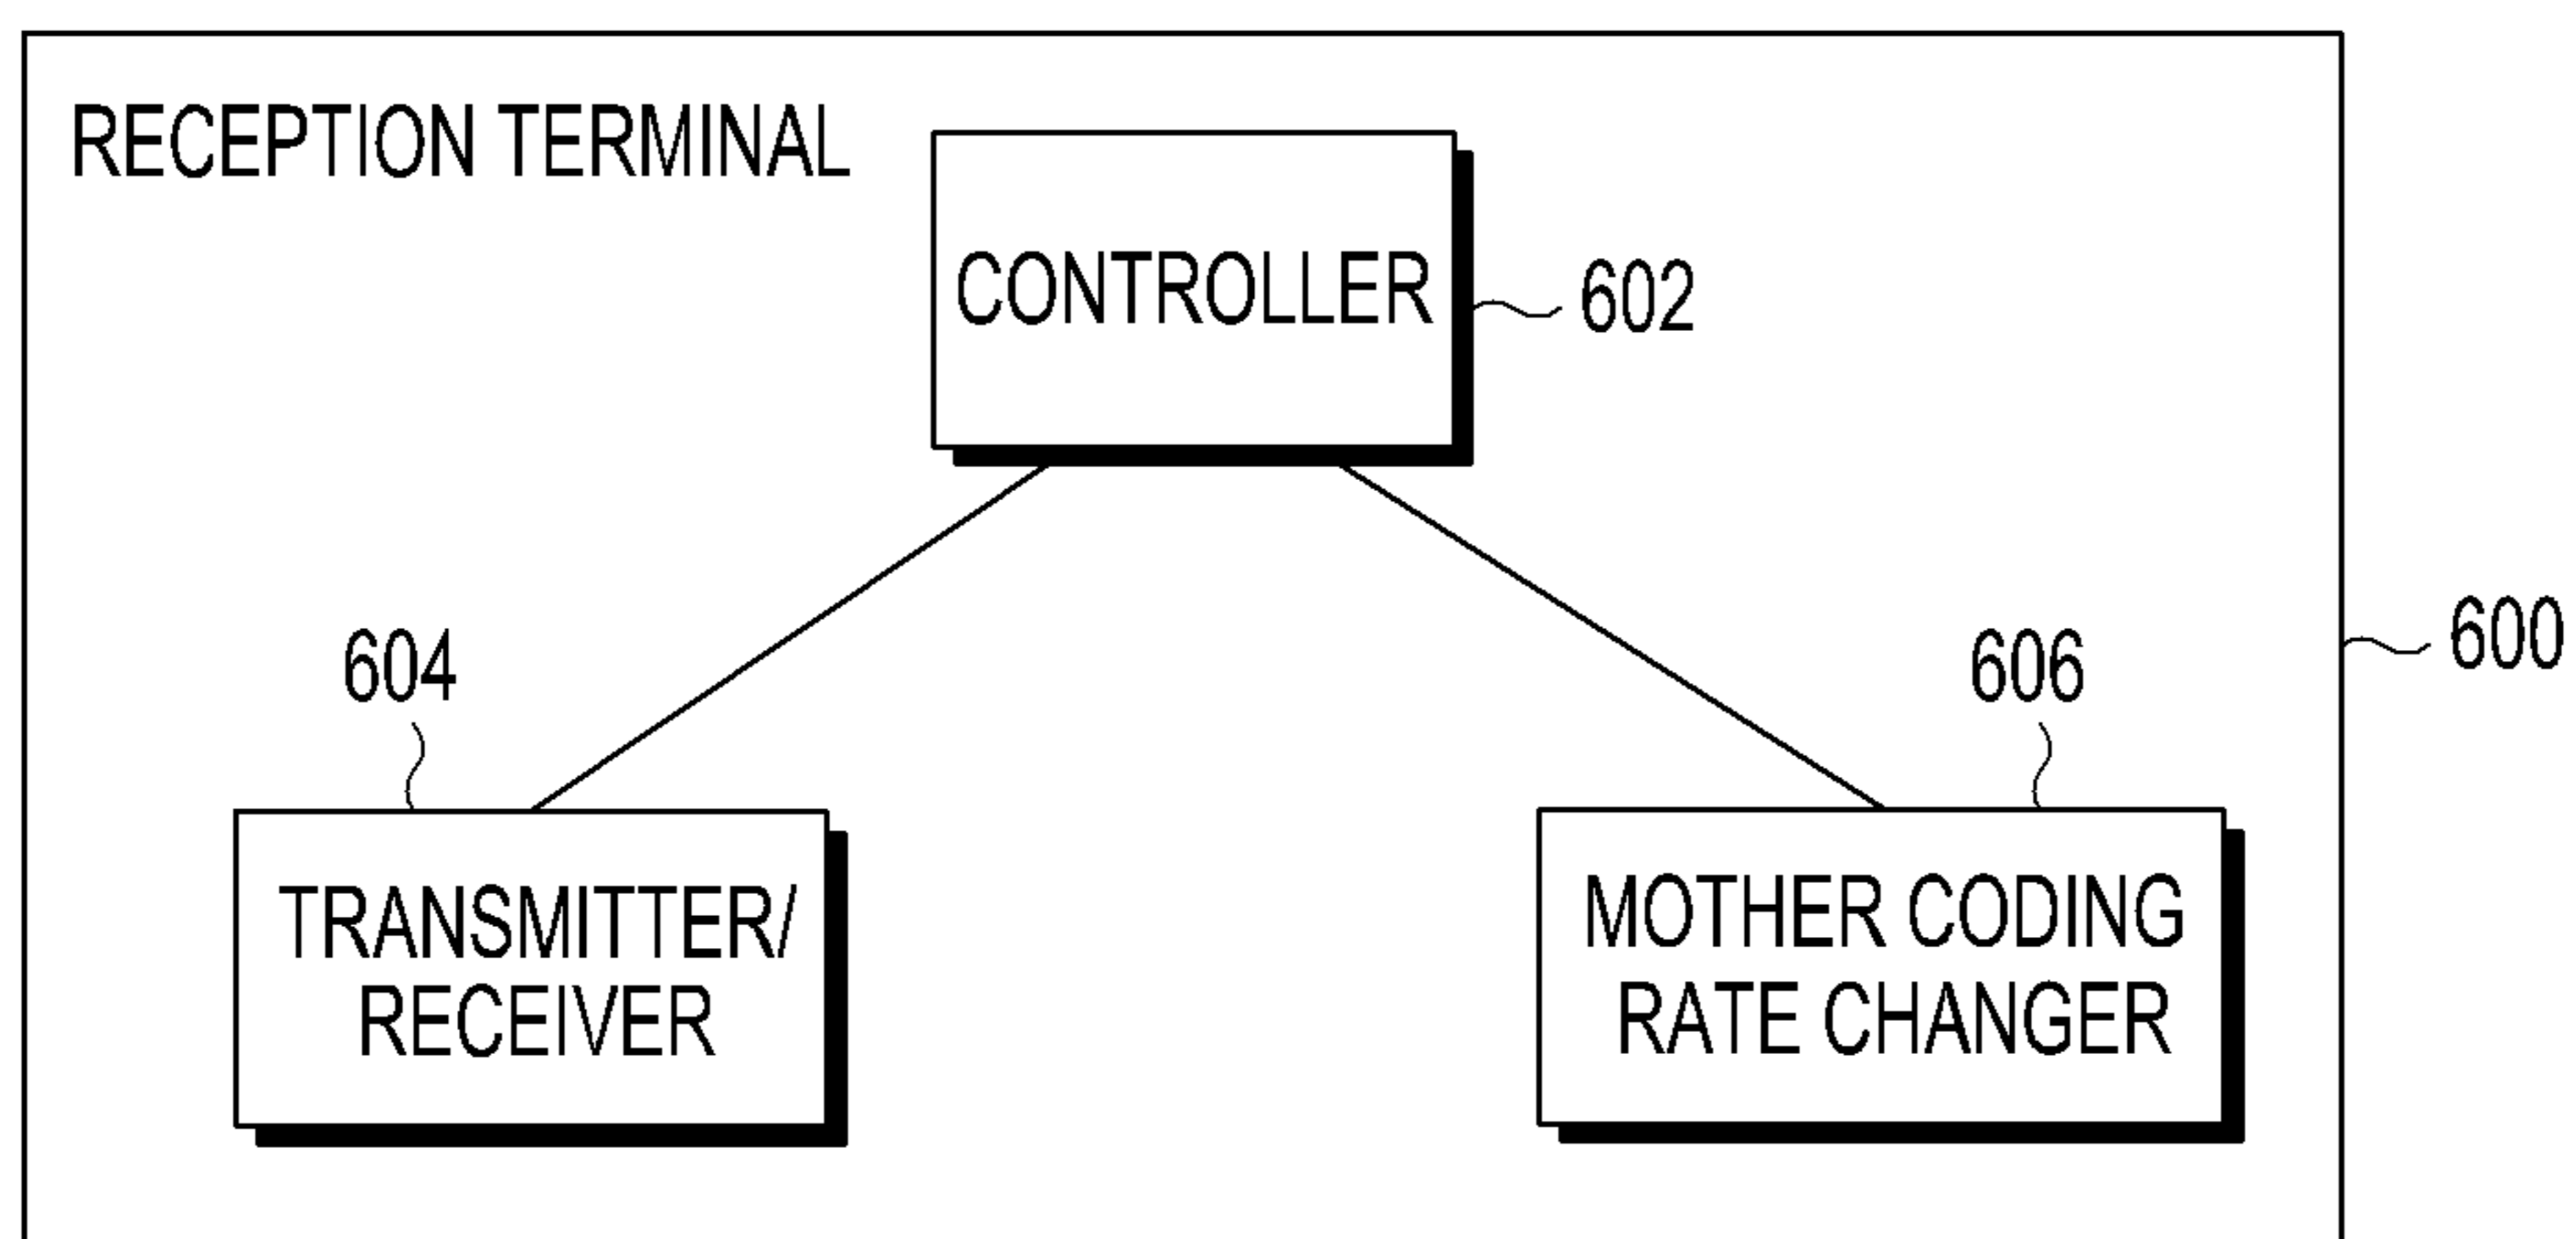 RECEPTION TERMINAL
CONTROLLER
602
600
604
606
TRANSMITTER/
RECEIVER
MOTHER CODING
RATE CHANGER